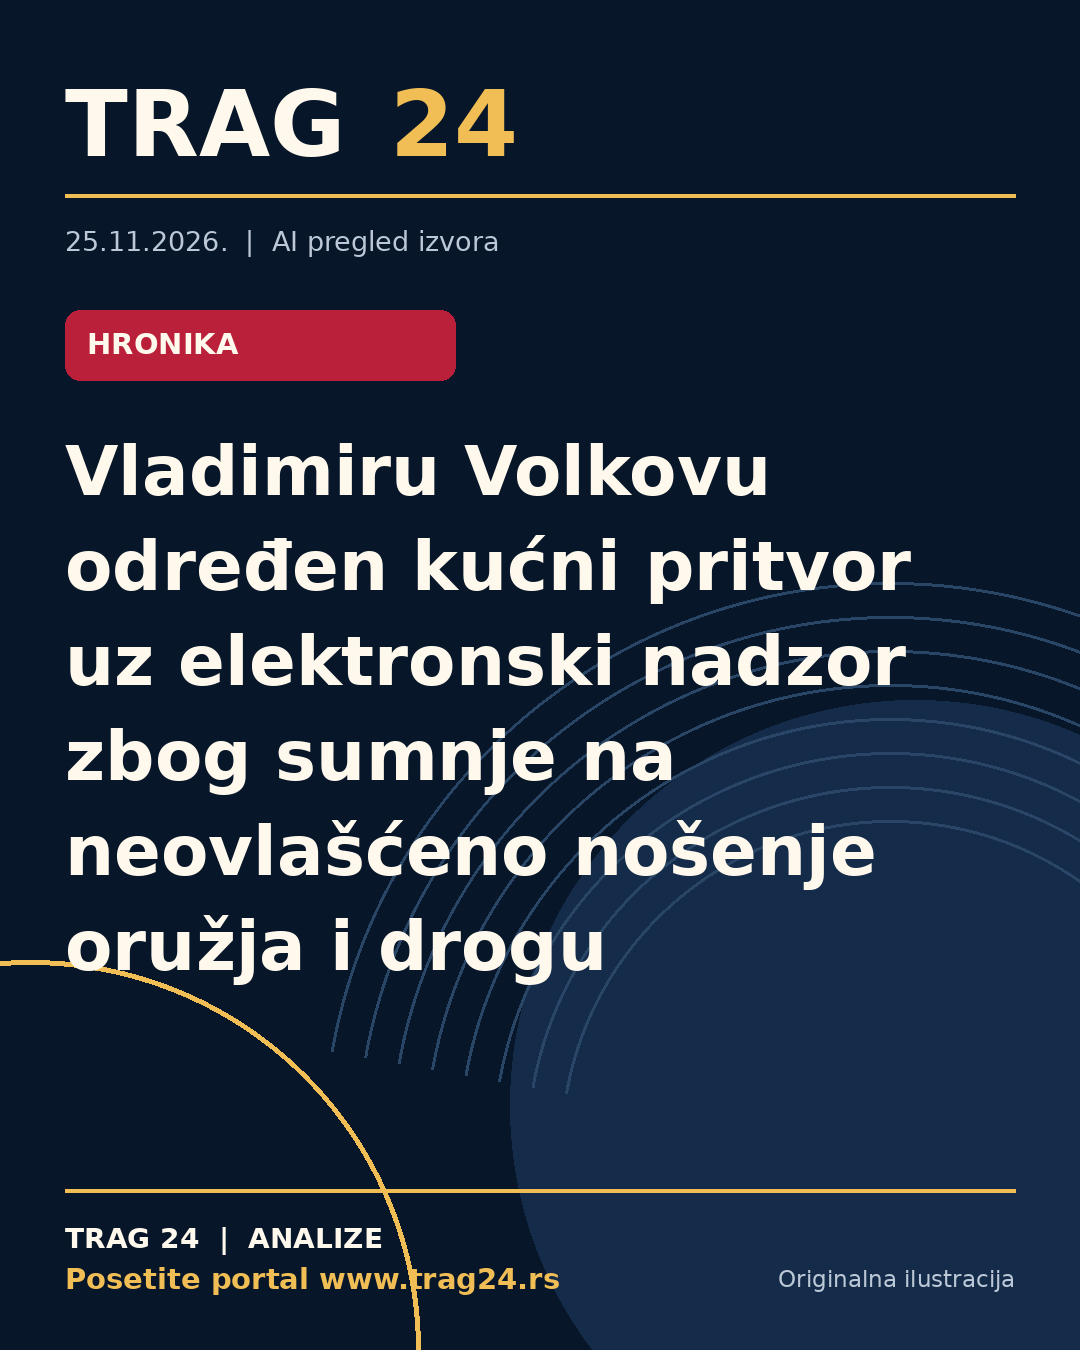 TRAG 24
25.11.2026. | AI pregled izvora
HRONIKA
Vladimiru Volkovu
određen kućni pritvor
uz elektronski nadzor
zbog sumnje na
neovlašćeno nošenje
oružja i drogu
TRAG 24 | ANALIZE
Posetite portal www.trag24.rs
Originalna ilustracija